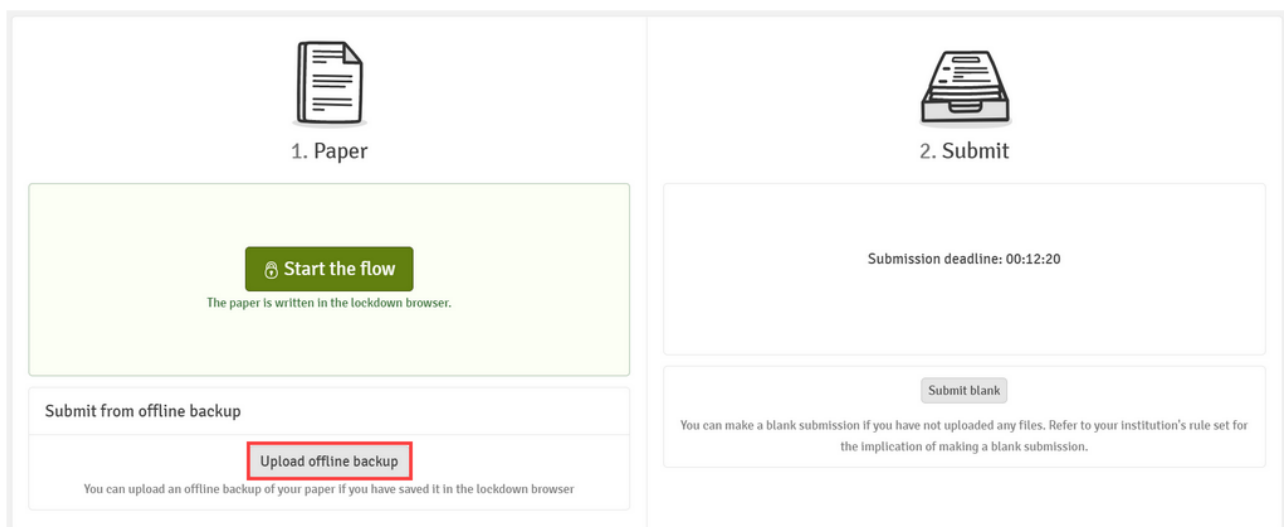 1. Paper
Start the flow
The paper is written in the lockdown browser.
Submit from offline backup
Upload offline backup
You can upload an offline backup of your paper if you have saved it in the lockdown browser
2. Submit
Submission deadline: 00:12:20
Submit blank
You can make a blank submission if you have not uploaded any files. Refer to your institution's rule set for
the implication of making a blank submission.